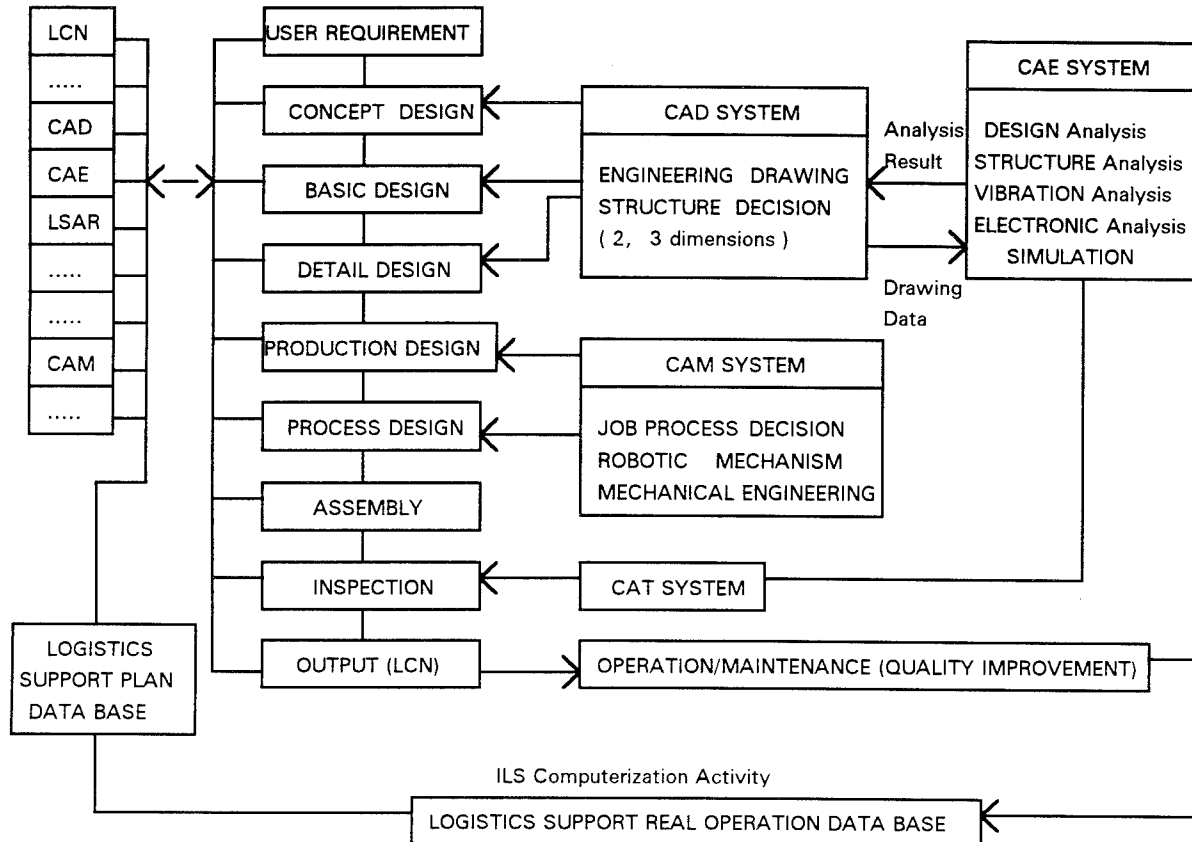 LCN
.....
CAD
CAE
LSAR
.....
.....
CAM
.....
USER REQUIREMENT
CONCEPT DESIGN
BASIC DESIGN
DETAIL DESIGN
PRODUCTION DESIGN
PROCESS DESIGN
ASSEMBLY
INSPECTION
OUTPUT (LCN)
CAD SYSTEM
ENGINEERING DRAWING
STRUCTURE DECISION
( 2, 3 dimensions )
Analysis
Result
Drawing
Data
CAE SYSTEM
DESIGN Analysis
STRUCTURE Analysis
VIBRATION Analysis
ELECTRONIC Analysis
SIMULATION
CAM SYSTEM
JOB PROCESS DECISION
ROBOTIC MECHANISM
MECHANICAL ENGINEERING
CAT SYSTEM
OPERATION/MAINTENANCE (QUALITY IMPROVEMENT)
LOGISTICS
SUPPORT PLAN
DATA BASE
ILS Computerization Activity
LOGISTICS SUPPORT REAL OPERATION DATA BASE